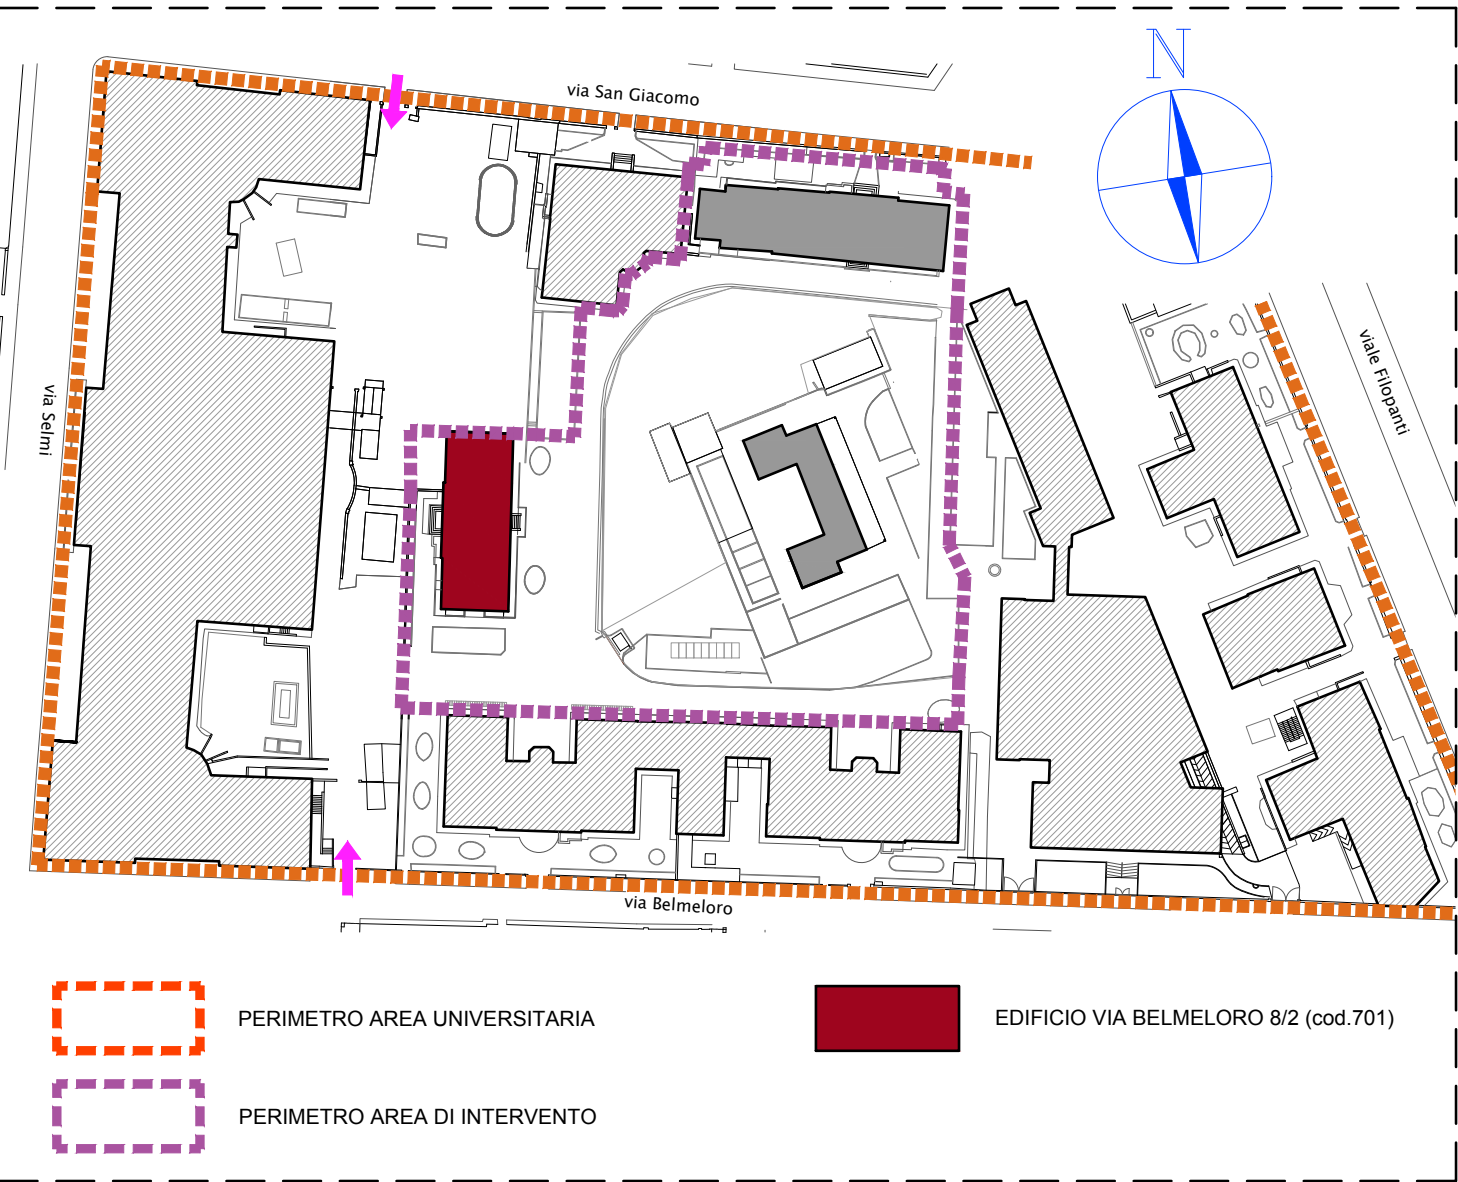 N
via San Giacomo
viale Filopanti
via Selmi
via Belmeloro
PERIMETRO AREA UNIVERSITARIA
EDIFICIO VIA BELMELORO 8/2 (cod.701)
PERIMETRO AREA DI INTERVENTO